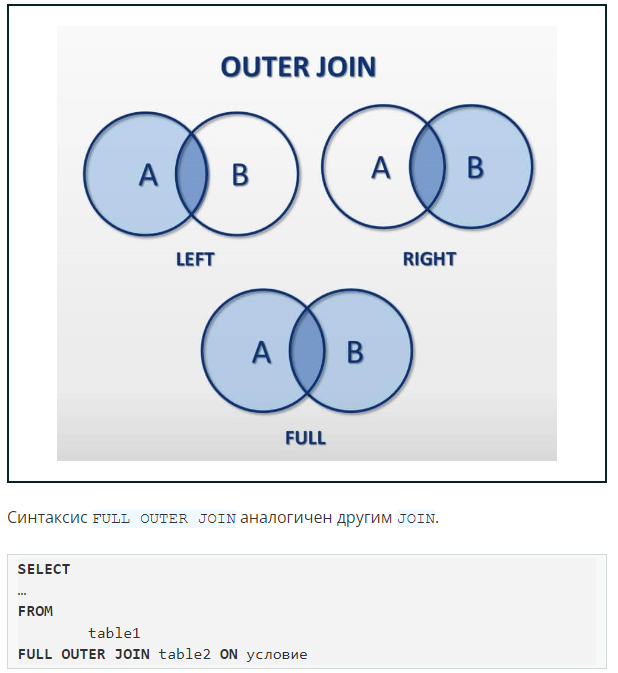 OUTER JOIN
A B
LEFT
A B
RIGHT
A B
FULL
Синтаксис FULL OUTER JOIN аналогичен другим JOIN.
SELECT
…
FROM
table1
FULL OUTER JOIN table2 ON условие